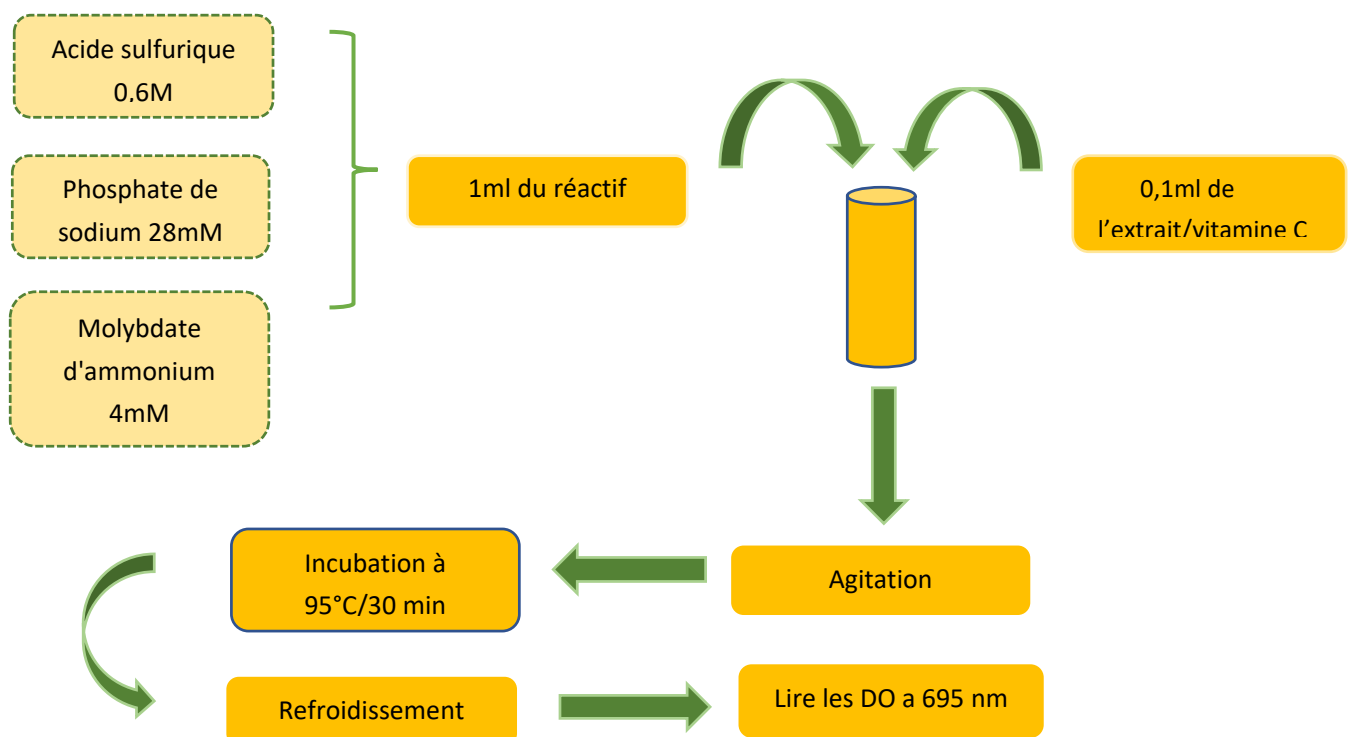 Acide sulfurique
0,6M
Phosphate de
sodium 28mM
Molybdate
d'ammonium
4mM
1ml du réactif
0,1ml de
l'extrait/vitamine C
Agitation
Incubation à
95°C/30 min
Refroidissement
Lire les DO a 695 nm